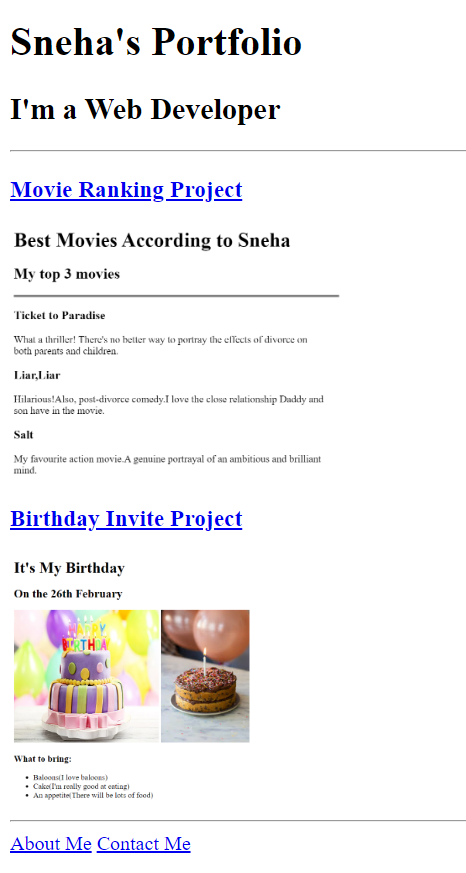 Sneha's Portfolio
I'm a Web Developer
Movie Ranking Project
Best Movies According to Sneha
My top 3 movies
Ticket to Paradise
What a thriller! There's no better way to portray the effects of divorce on
both parents and children.
Liar,Liar
Hilarious!Also, post-divorce comedy.I love the close relationship Daddy and
son have in the movie.
Salt
My favourite action movie.A genuine portrayal of an ambitious and brilliant
mind.
Birthday Invite Project
It's My Birthday
On the 26th February
HAPPY
BIRTHDAY
What to bring:
Baloons(I love baloons)
Cake(I'm really good at eating)
An appetite(There will be lots of food)
About Me Contact Me